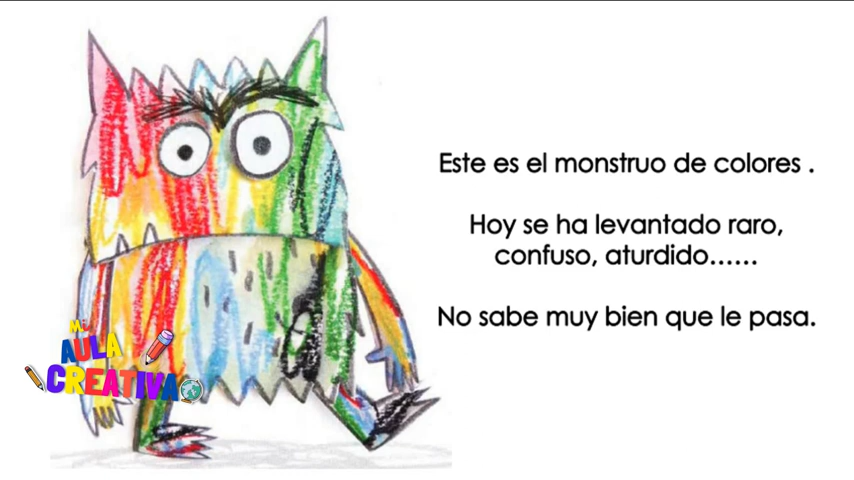 Este es el monstruo de colores .
Hoy se ha levantado raro,
confuso, aturdido......
No sabe muy bien que le pasa.
Mi
AULA
CREATIVA